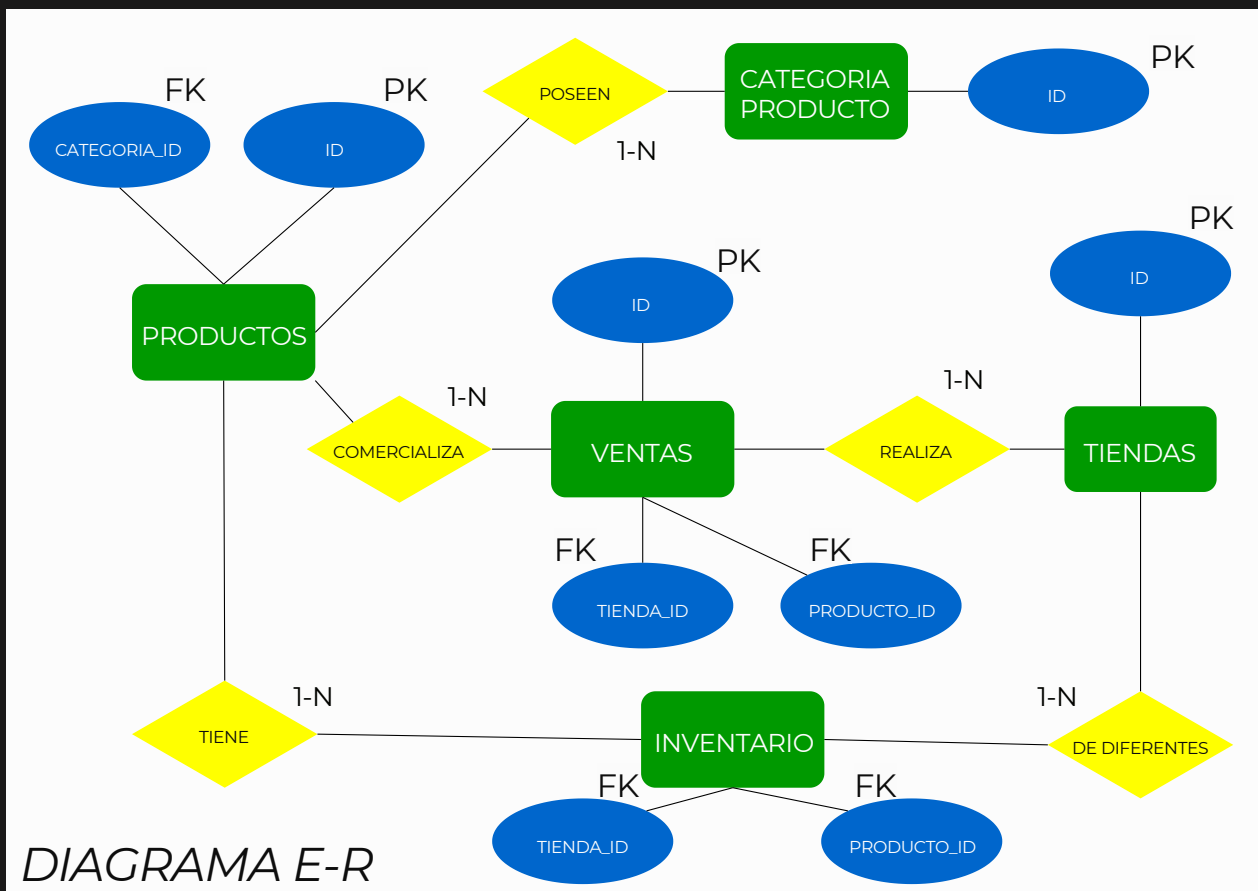 PK
FK
PK
CATEGORIA
PRODUCTO
ID
POSEEN
CATEGORIA_ID
ID
1-N
PK
PK
ID
ID
PRODUCTOS
1-N
1-N
COMERCIALIZA
VENTAS
REALIZA
TIENDAS
FK
FK
TIENDA_ID
PRODUCTO_ID
1-N
1-N
TIENE
INVENTARIO
DE DIFERENTES
FK
FK
TIENDA_ID
PRODUCTO_ID
DIAGRAMA E-R